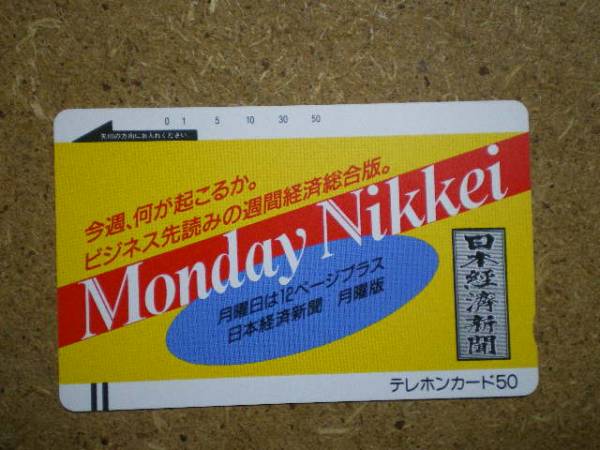 0 1 5 10 30 50
矢印の方向にお入れください
今週、何が起こるか。
ビジネス先読みの週間経済総合版。
Monday Nikkei
月曜日は12ページプラス
日本経済新聞 月曜版
日本経済新聞
テレホンカード50